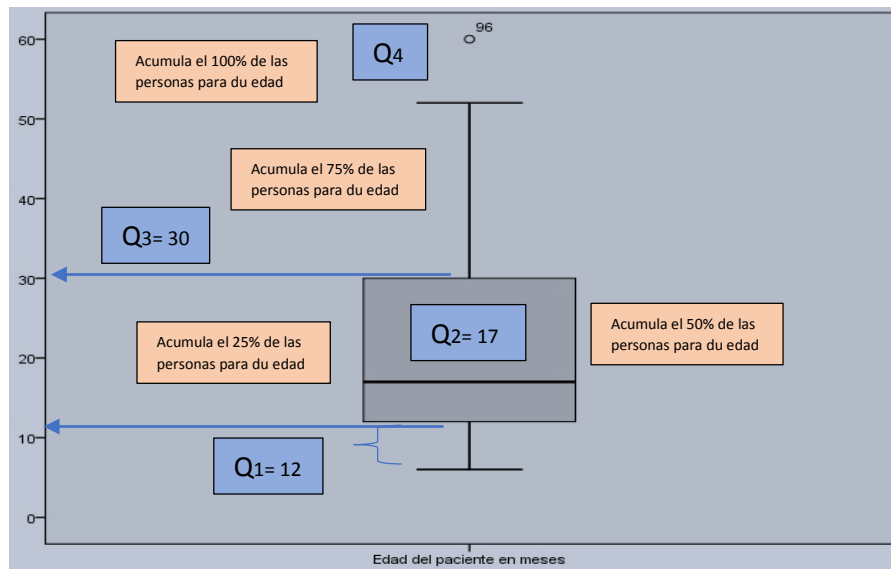 96
60
Q4
Acumula el 100% de las
personas para du edad
50
Acumula el 75% de las
personas para du edad
40
Q3= 30
30
Q2= 17
Acumula el 50% de las
personas para du edad
Acumula el 25% de las
personas para du edad
20
10
Q1= 12
0
Edad del paciente en meses